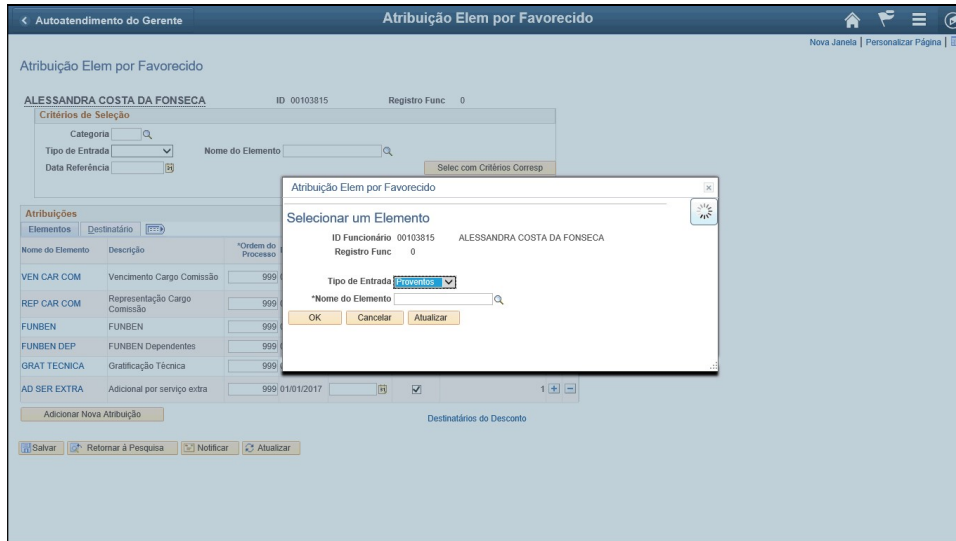 Autoatendimento do Gerente
Atribuição Elem por Favorecido
Nova Janela | Personalizar Página |
Atribuição Elem por Favorecido
ALESSANDRA COSTA DA FONSECA ID 00103815 Registro Func 0
Critérios de Seleção
Categoria
Tipo de Entrada Nome do Elemento
Data Referência Selec com Critérios Corresp
Atribuição Elem por Favorecido
Selecionar um Elemento
ID Funcionário 00103815 ALESSANDRA COSTA DA FONSECA
Registro Func 0
Tipo de Entrada Proventos
*Nome do Elemento
OK Cancelar Atualizar
Atribuições
Elementos Destinatário
Nome do Elemento Descrição *Ordem do Processo
VEN CAR COM Vencimento Cargo Comissão 999
REP CAR COM Representação Cargo Comissão 999
FUNBEN FUNBEN 999
FUNBEN DEP FUNBEN Dependentes 999
GRAT TECNICA Gratificação Técnica 999
AD SER EXTRA Adicional por serviço extra 999 01/01/2017 1
Adicionar Nova Atribuição Destinatários do Desconto
Salvar Retornar à Pesquisa Notificar Atualizar